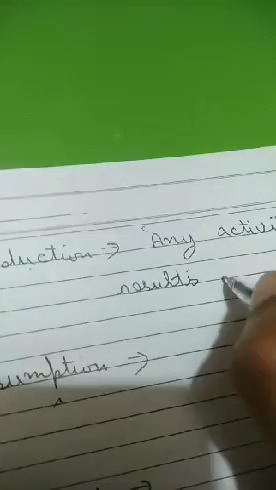 duction → Any activi
results
umption →